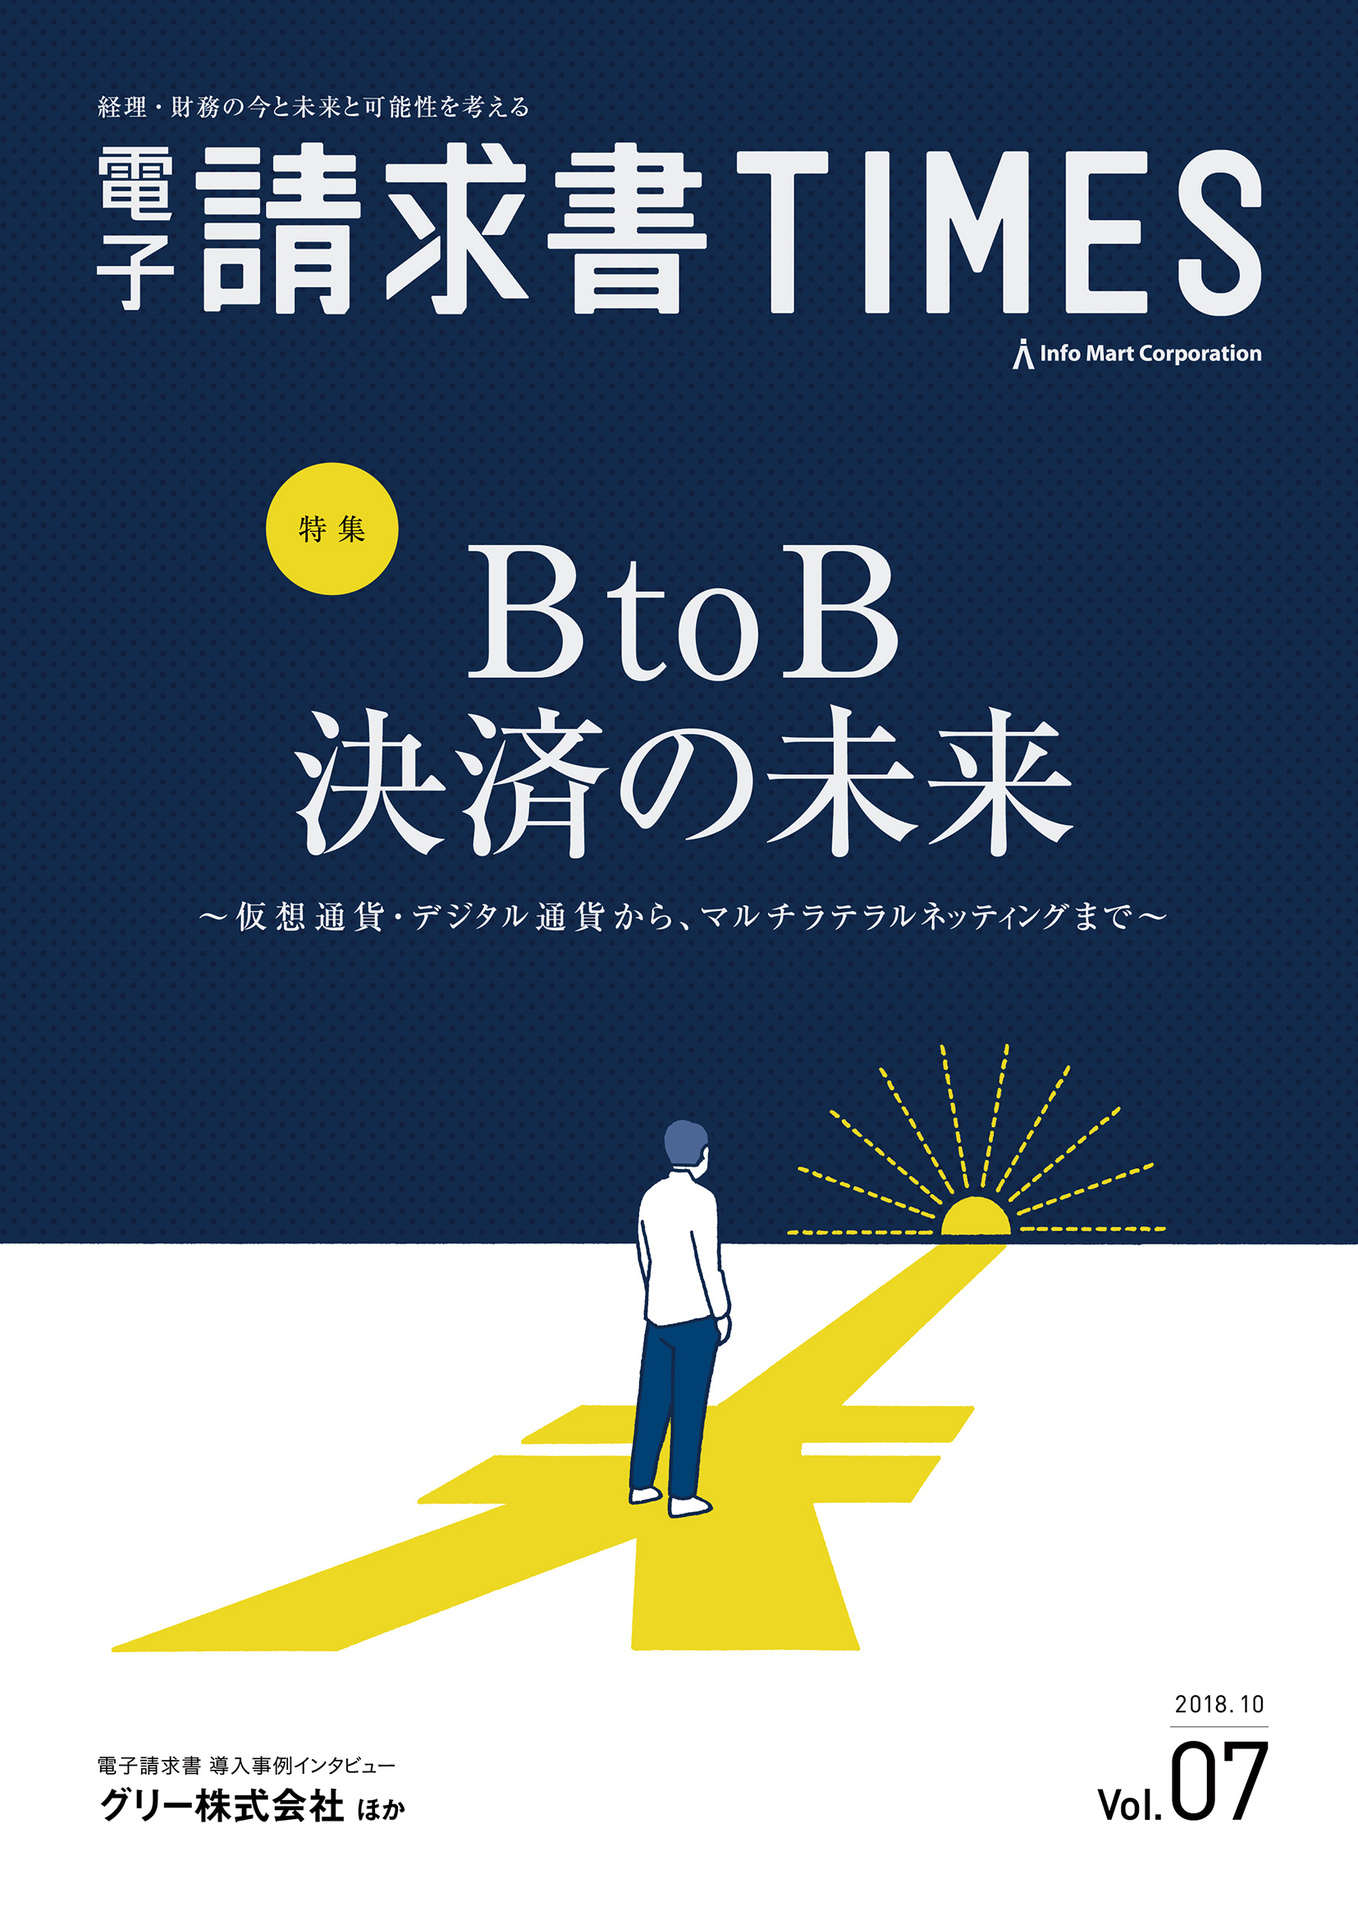 経理・財務の今と未来と可能性を考える
電子請求書TIMES
Info Mart Corporation
特集
BtoB
決済の未来
～仮想通貨・デジタル通貨から、マルチラテラルネッティングまで～
2018.10
Vol.07
電子請求書 導入事例インタビュー
グリー株式会社 ほか